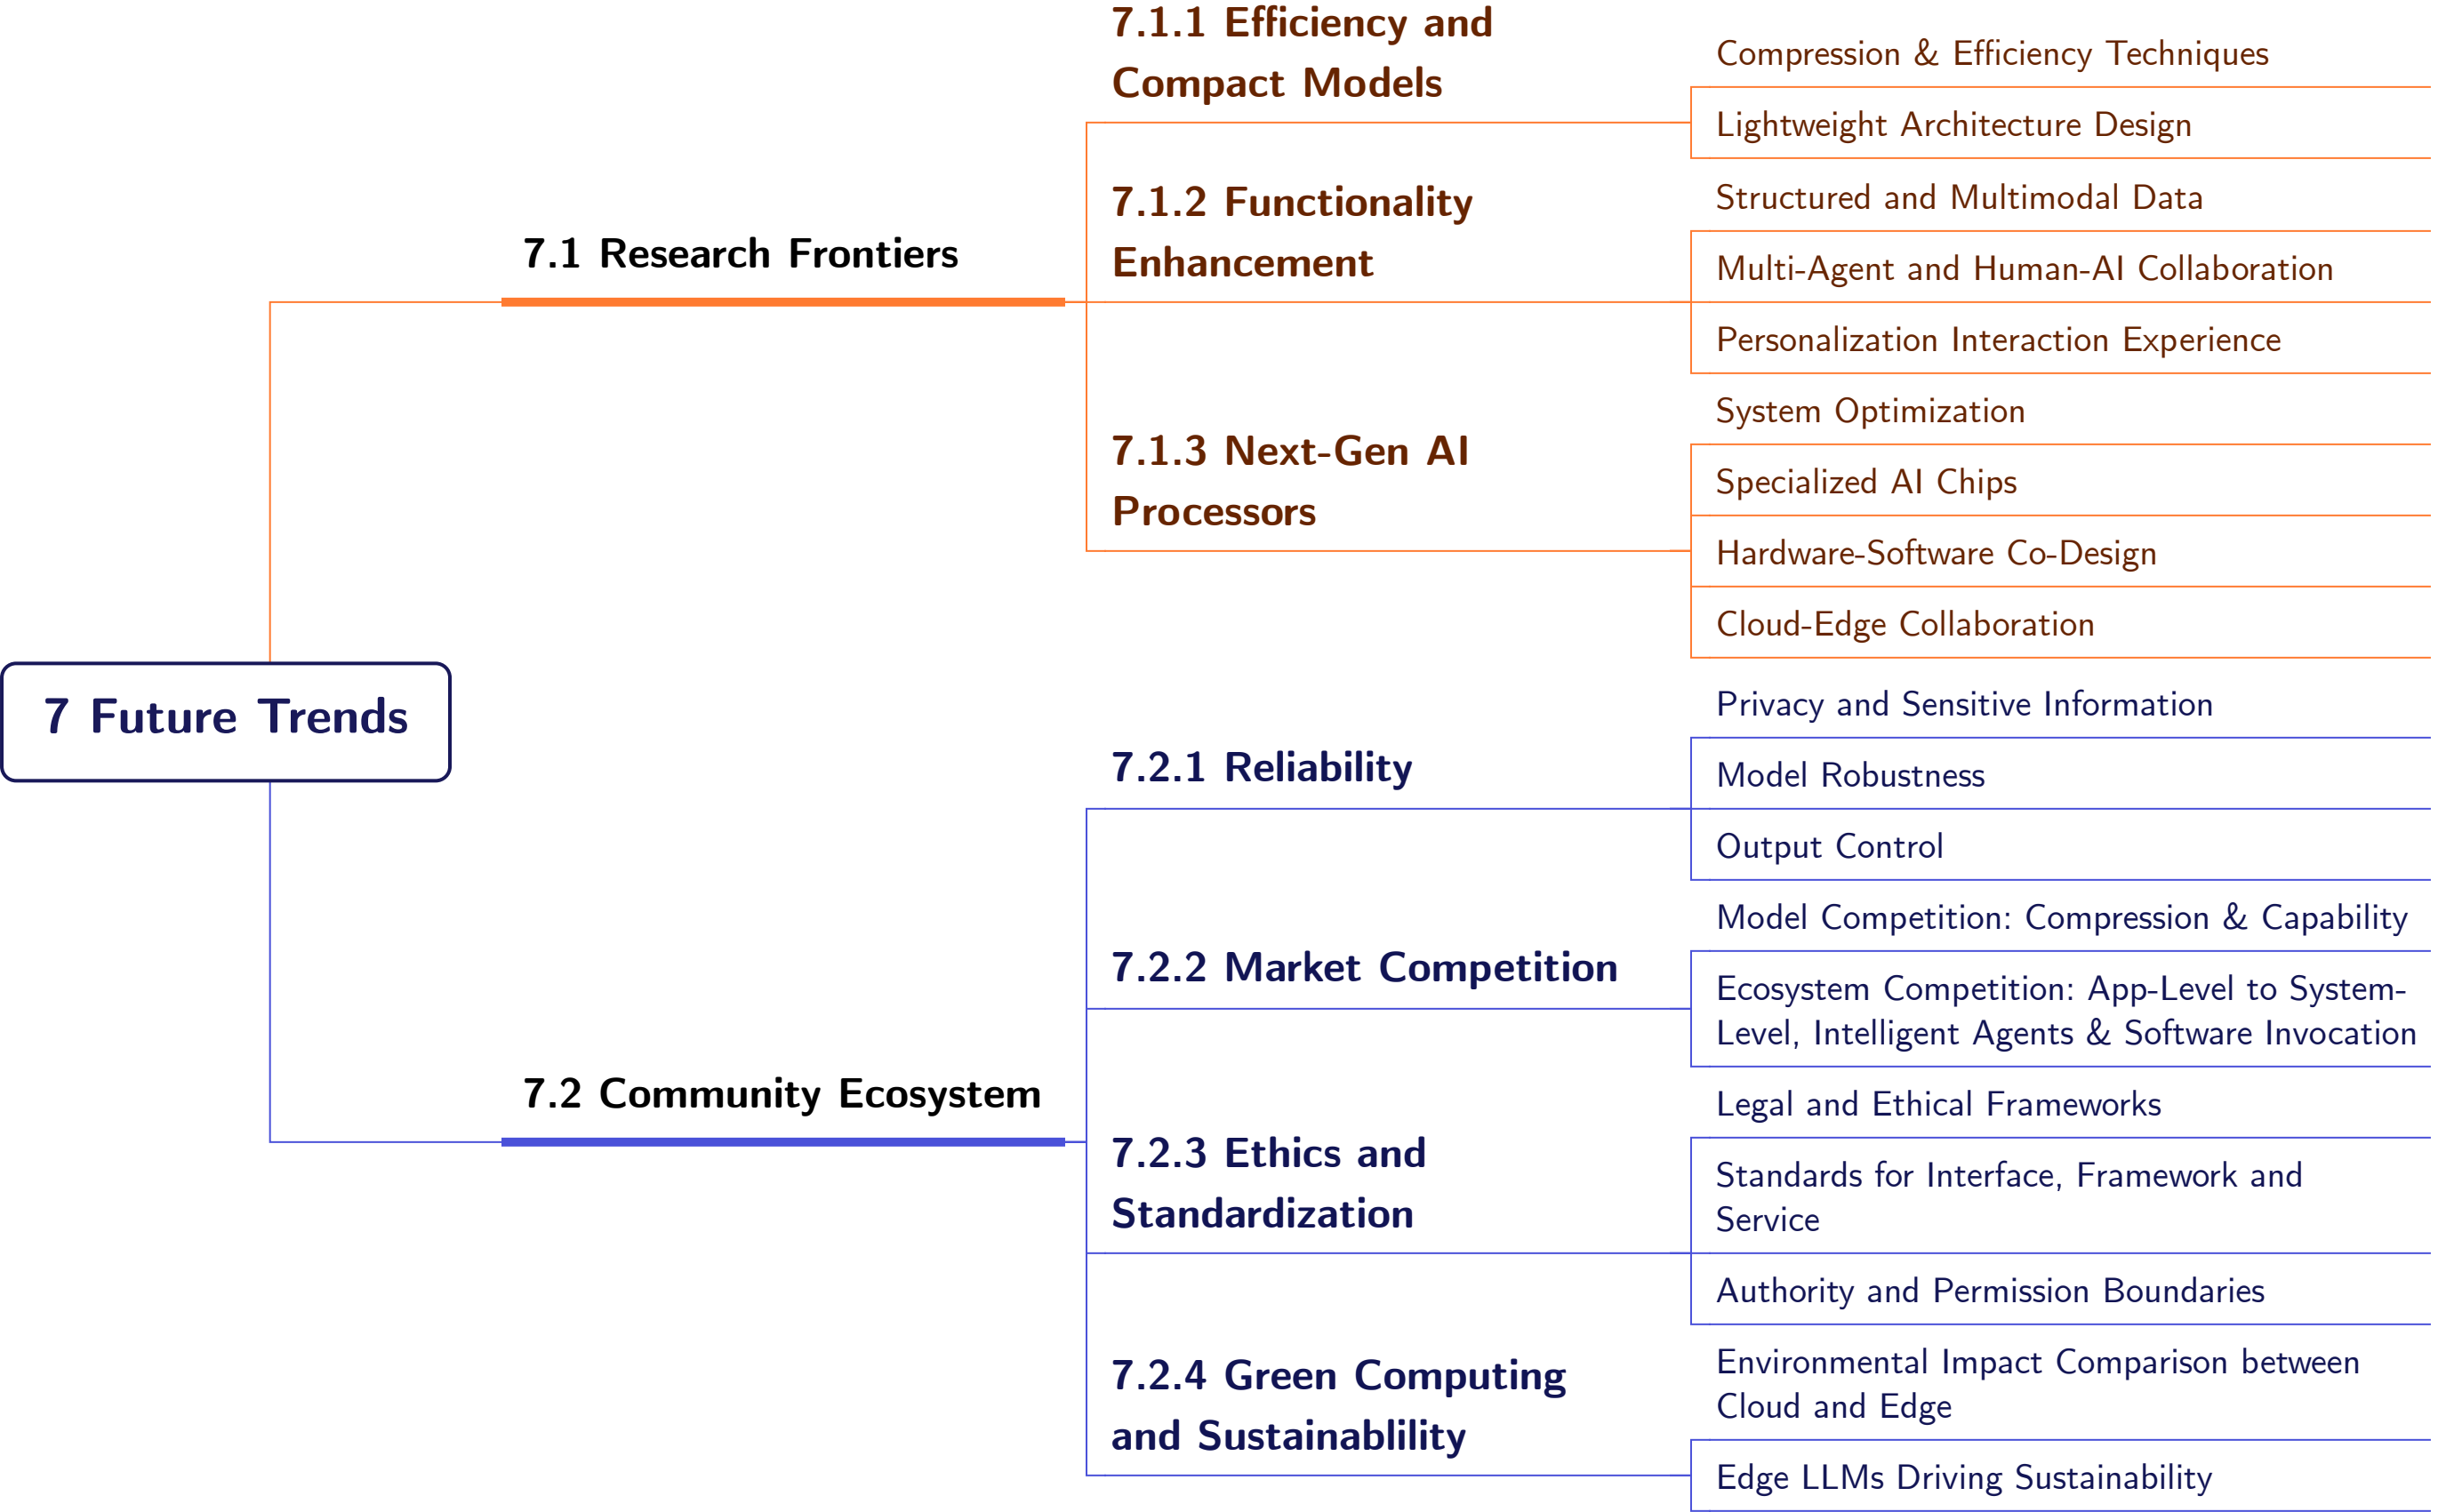 7 Future Trends
7.1 Research Frontiers
7.1.1 Efficiency and
Compact Models
Compression & Efficiency Techniques
Lightweight Architecture Design
7.1.2 Functionality
Enhancement
Structured and Multimodal Data
Multi-Agent and Human-AI Collaboration
Personalization Interaction Experience
7.1.3 Next-Gen AI
Processors
System Optimization
Specialized AI Chips
Hardware-Software Co-Design
Cloud-Edge Collaboration
7.2 Community Ecosystem
7.2.1 Reliability
Privacy and Sensitive Information
Model Robustness
Output Control
7.2.2 Market Competition
Model Competition: Compression & Capability
Ecosystem Competition: App-Level to System-
Level, Intelligent Agents & Software Invocation
7.2.3 Ethics and
Standardization
Legal and Ethical Frameworks
Standards for Interface, Framework and
Service
Authority and Permission Boundaries
7.2.4 Green Computing
and Sustainablility
Environmental Impact Comparison between
Cloud and Edge
Edge LLMs Driving Sustainability